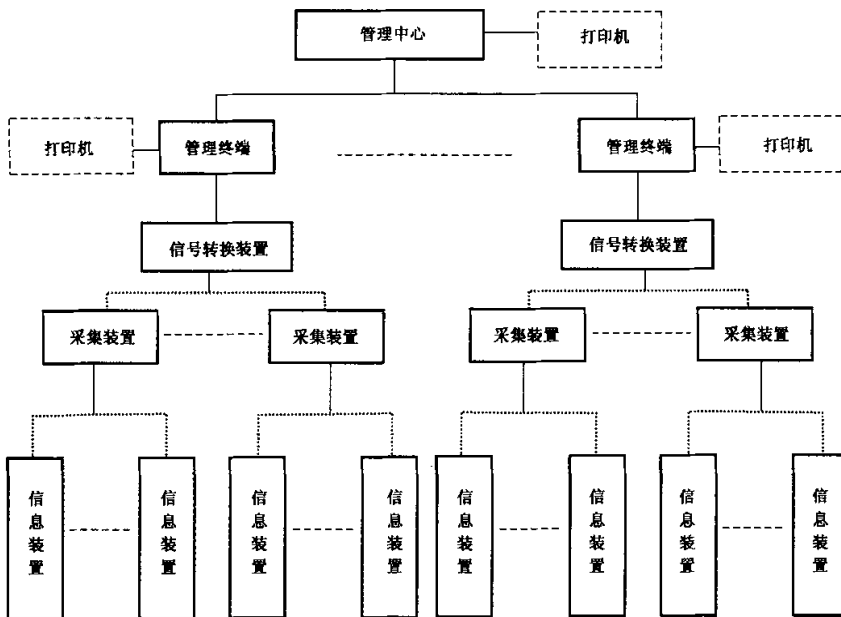 管理中心
打印机
打印机
管理终端
管理终端
打印机
信号转换装置
信号转换装置
采集装置
采集装置
采集装置
采集装置
信息装置
信息装置
信息装置
信息装置
信息装置
信息装置
信息装置
信息装置